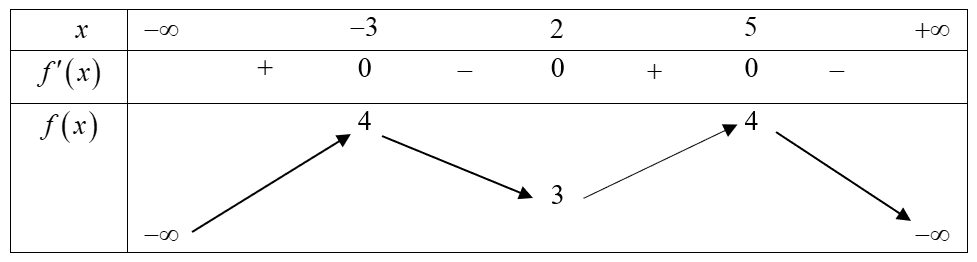 x −∞ −3 2 5 +∞
f′(x) + 0 − 0 + 0 −
f(x) 4 4
3
−∞ −∞